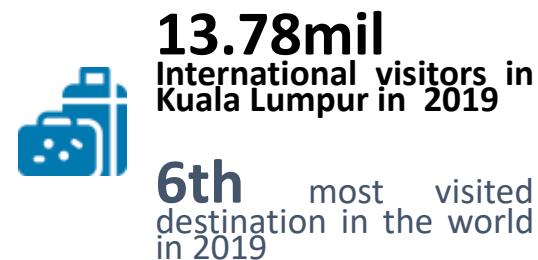 13.78mil
International visitors in
Kuala Lumpur in 2019
6th most visited
destination in the world
in 2019